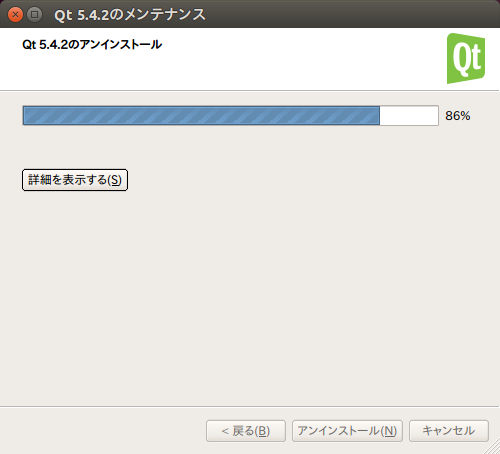 Qt 5.4.2のメンテナンス
Qt 5.4.2のアンインストール
Qt
86%
詳細を表示する(S)
< 戻る(B)
アンインストール(N)
キャンセル